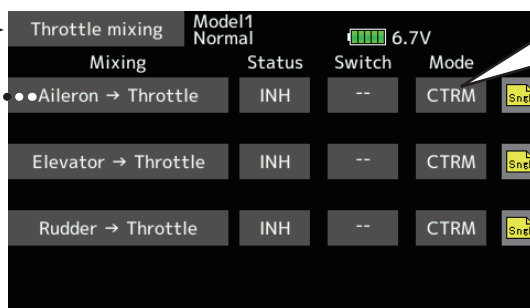 Throttle mixing
Model1
Normal
6.7V
Mixing Status Switch Mode
Aileron → Throttle INH -- CTRM
Elevator → Throttle INH -- CTRM
Rudder → Throttle INH -- CTRM